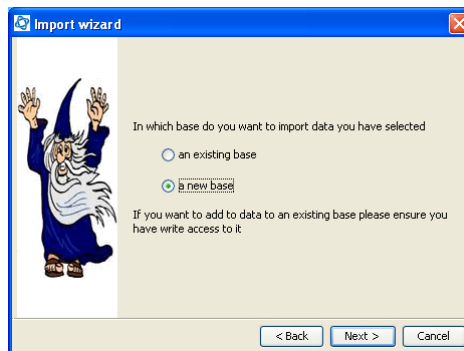 Import wizard
In which base do you want to import data you have selected
an existing base
a new base
If you want to add to data to an existing base please ensure you
have write access to it
< Back
Next >
Cancel